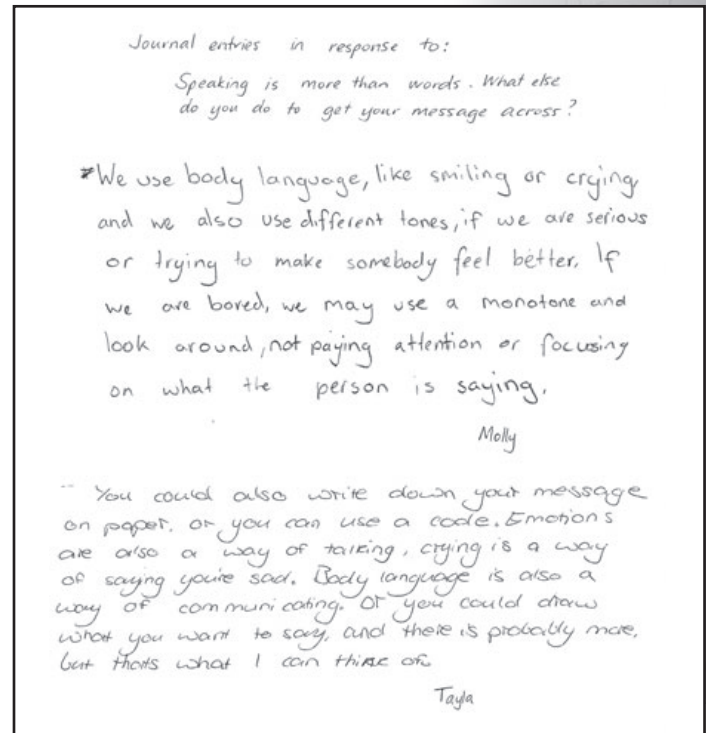 Journal entries in response to:
Speaking is more than words. What else
do you do to get your message across?
We use body language, like smiling or crying,
and we also use different tones, if we are serious
or trying to make somebody feel better. If
we are bored, we may use a monotone and
look around, not paying attention or focusing
on what the person is saying.
Molly
You could also write down your message
on paper. or you can use a code. Emotions
are also a way of talking, crying is a way
of saying you're sad. Body language is also a
way of communicating. Or you could draw
what you want to say, and there is probably more,
but thats what I can think of.
Tayla